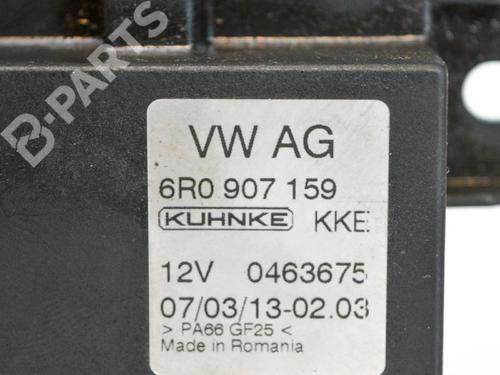 B-PARTS
VW AG
6R0 907 159
KUHNKE KKE
12V 0463675
07/03/13-02.03
> PA66 GF25 <
Made in Romania